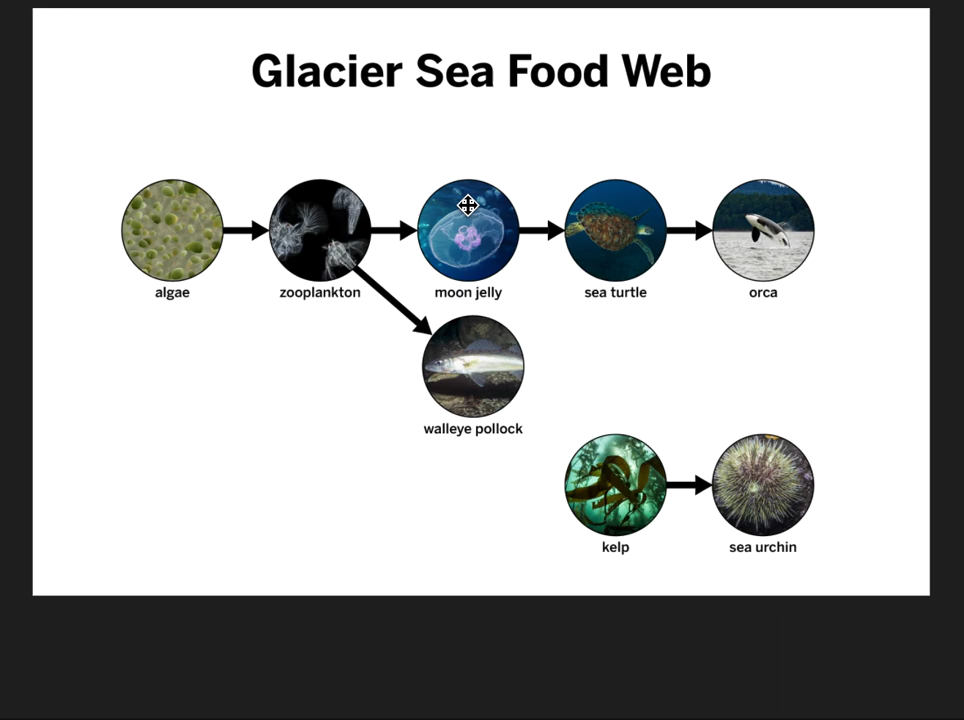 Glacier Sea Food Web
algae
zooplankton
moon jelly
sea turtle
orca
walleye pollock
kelp
sea urchin